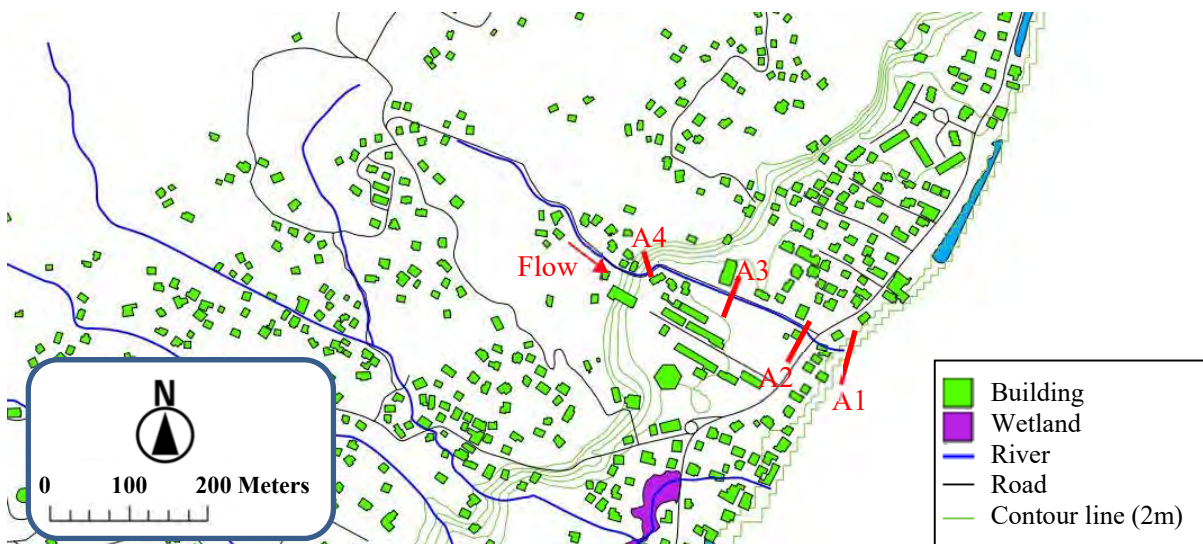 A4
Flow
A3
A2
A1
N
0 100 200 Meters
Building
Wetland
River
Road
Contour line (2m)